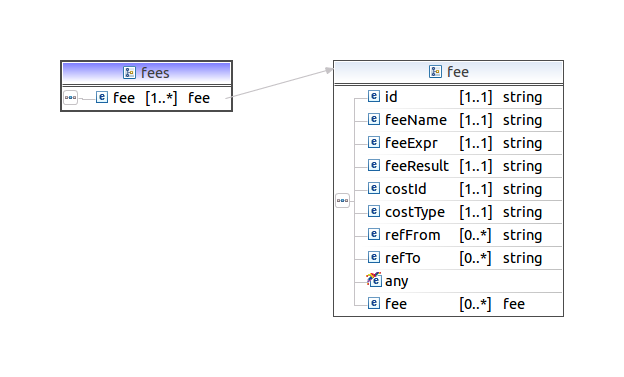 fees
fee [1..*] fee
fee
id [1..1] string
feeName [1..1] string
feeExpr [1..1] string
feeResult [1..1] string
costId [1..1] string
costType [1..1] string
refFrom [0..*] string
refTo [0..*] string
any
fee [0..*] fee